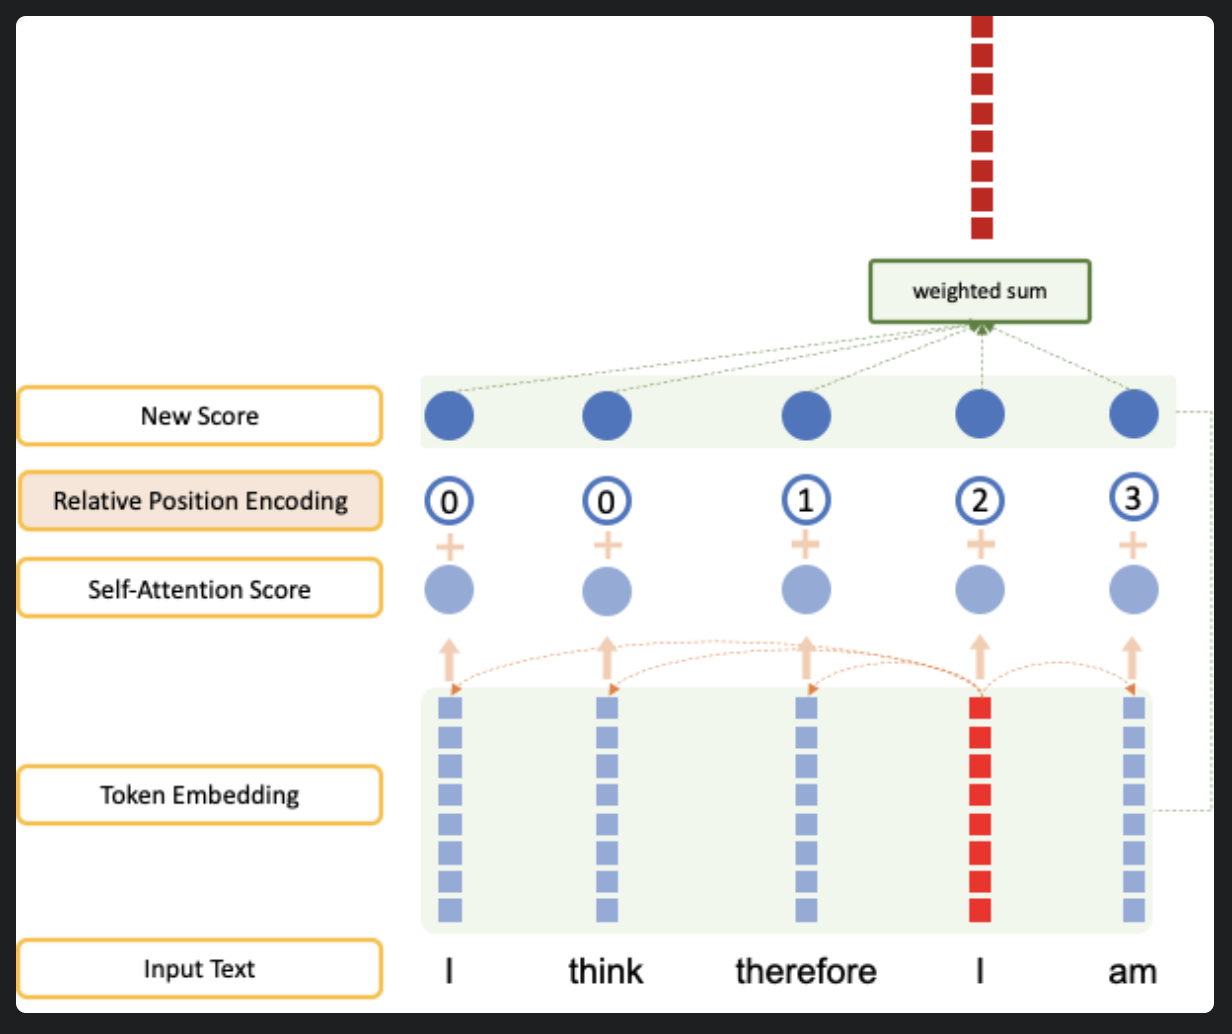 weighted sum
New Score
Relative Position Encoding 0 0 1 2 3
+ + + + +
Self-Attention Score
Token Embedding
Input Text I think therefore I am